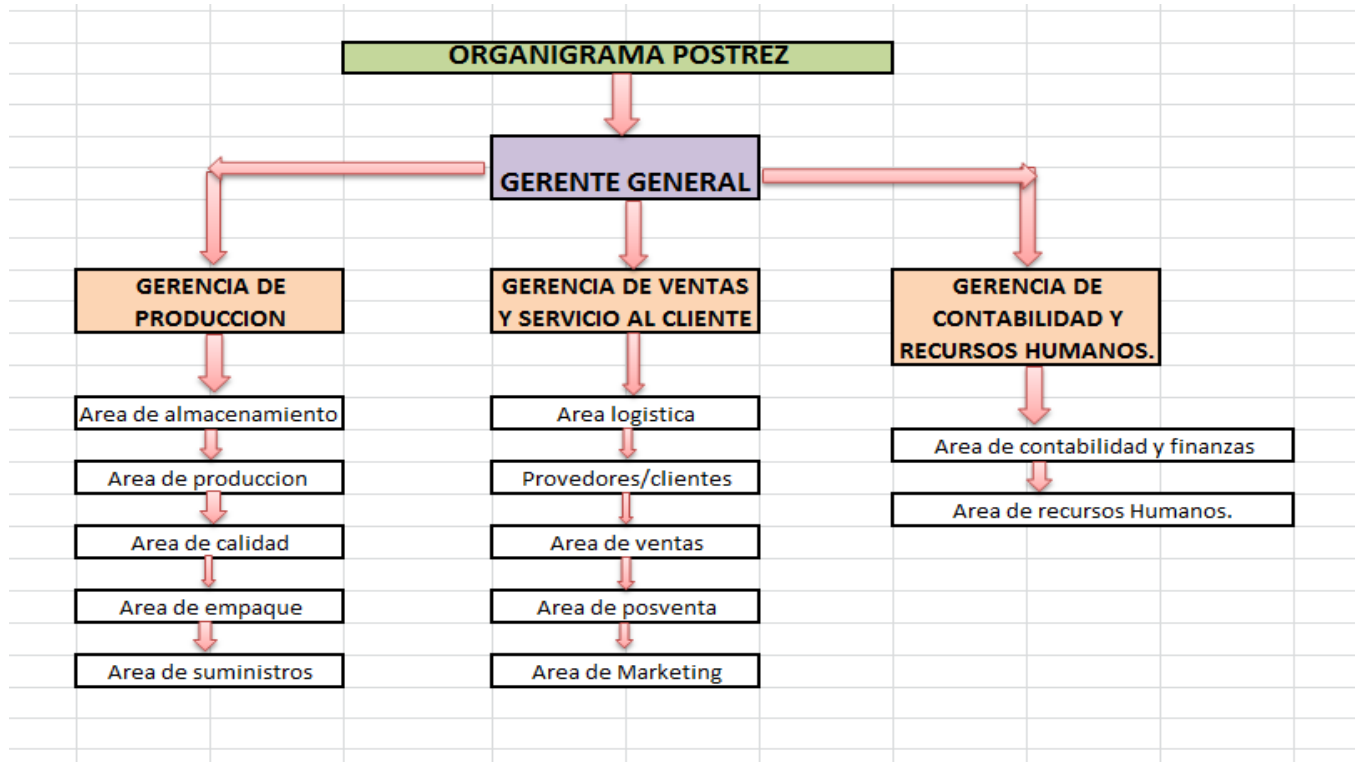 ORGANIGRAMA POSTREZ
GERENTE GENERAL
GERENCIA DE
PRODUCCION
Area de almacenamiento
Area de produccion
Area de calidad
Area de empaque
Area de suministros
GERENCIA DE VENTAS
Y SERVICIO AL CLIENTE
Area logistica
Provedores/clientes
Area de ventas
Area de posventa
Area de Marketing
GERENCIA DE
CONTABILIDAD Y
RECURSOS HUMANOS.
Area de contabilidad y finanzas
Area de recursos Humanos.